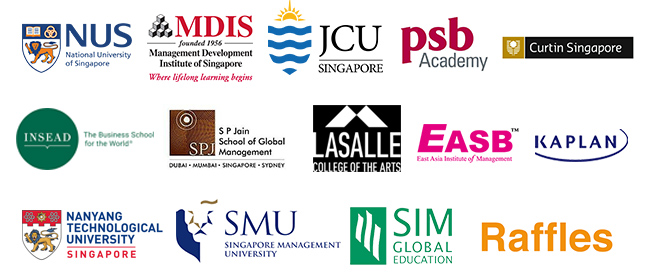 NUS
National University
of Singapore
MDIS
founded 1956
Management Development
Institute of Singapore
Where lifelong learning begins
JCU
SINGAPORE
psb
Academy
Curtin Singapore
INSEAD
The Business School
for the World®
SPJ
S P Jain
School of Global
Management
DUBAI • MUMBAI • SINGAPORE • SYDNEY
LASALLE
COLLEGE OF THE ARTS
EASB™
East Asia Institute of Management
KAPLAN
NANYANG
TECHNOLOGICAL
UNIVERSITY
SINGAPORE
SMU
SINGAPORE MANAGEMENT
UNIVERSITY
SIM
GLOBAL
EDUCATION
Raffles